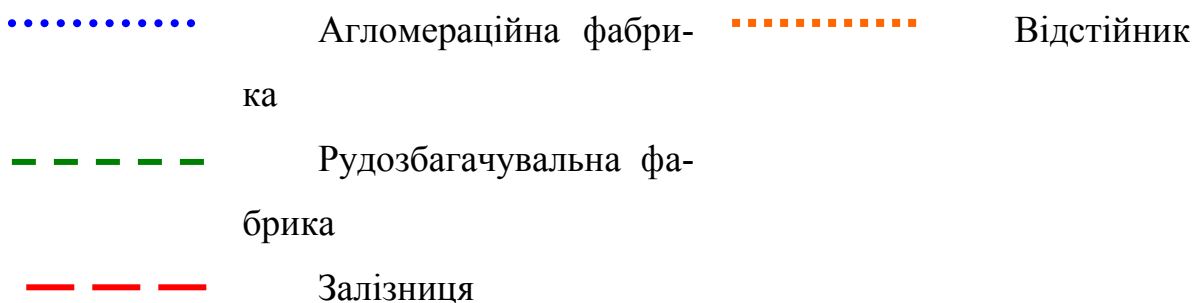 Агломераційна фабри-
ка
Відстійник
Рудозбагачувальна фа-
брика
Залізниця